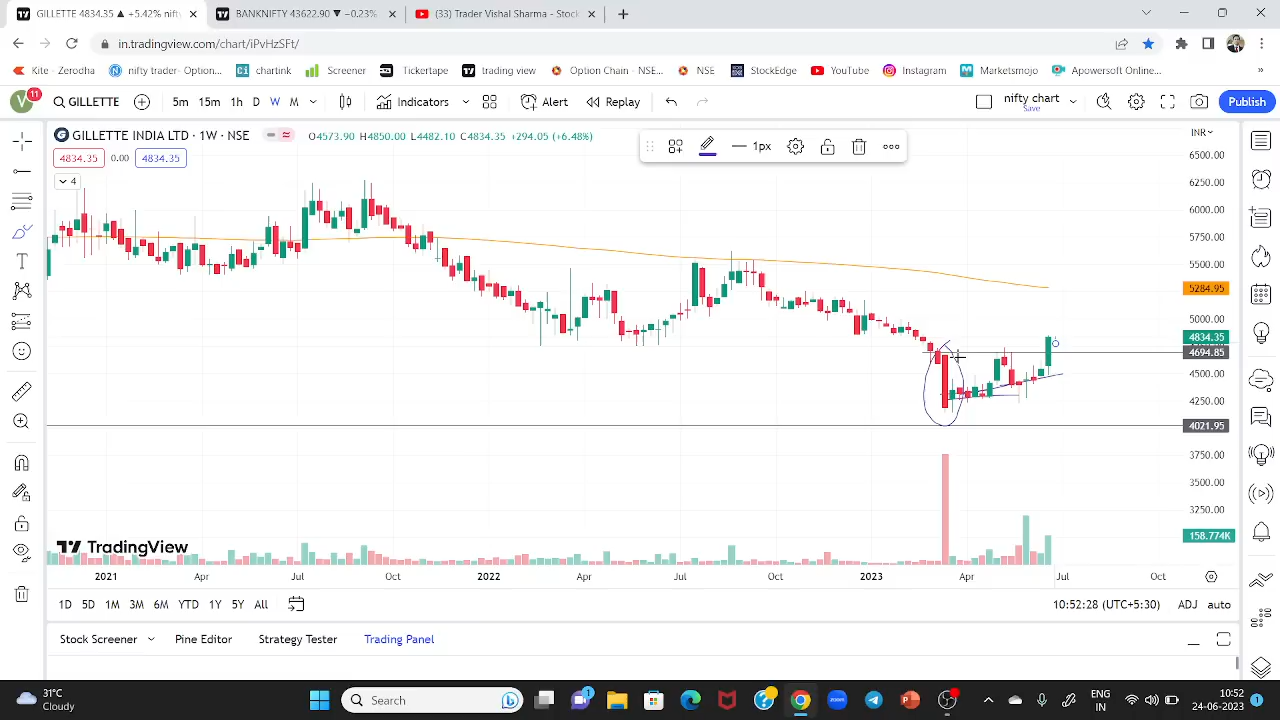 GILLETTE 4834.35 ▲ +5.42% nift
BANKNIFTY 43622.90 ▼ −0.23%
(33) Trader Vishal Sharma - Stock
in.tradingview.com/chart/iPvHzSFt/
Kite - Zerodha
nifty trader- Option...
chartink
Screener
Tickertape
trading view
Option Chain - NSE...
NSE
StockEdge
YouTube
Instagram
Marketsmojo
Apowersoft Online...
V 11
GILLETTE
5m 15m 1h D W M
Indicators
Alert
Replay
nifty chart
Save
Publish
GILLETTE INDIA LTD · 1W · NSE
O4573.90 H4850.00 L4482.10 C4834.35 +294.05 (+6.48%)
1px
INR
4834.35 0.00 4834.35
4
6500.00
6250.00
6000.00
5750.00
5500.00
5284.95
5000.00
4834.35
4694.85
4500.00
4250.00
4021.95
3750.00
3500.00
3250.00
158.774K
TradingView
2021 Apr Jul Oct 2022 Apr Jul Oct 2023 Apr Jul Oct
1D 5D 1M 3M 6M YTD 1Y 5Y All
10:52:28 (UTC+5:30)
ADJ auto
Stock Screener
Pine Editor
Strategy Tester
Trading Panel
31°C
Cloudy
Search
1
zoom
ENG
IN
10:52
24-06-2023
1